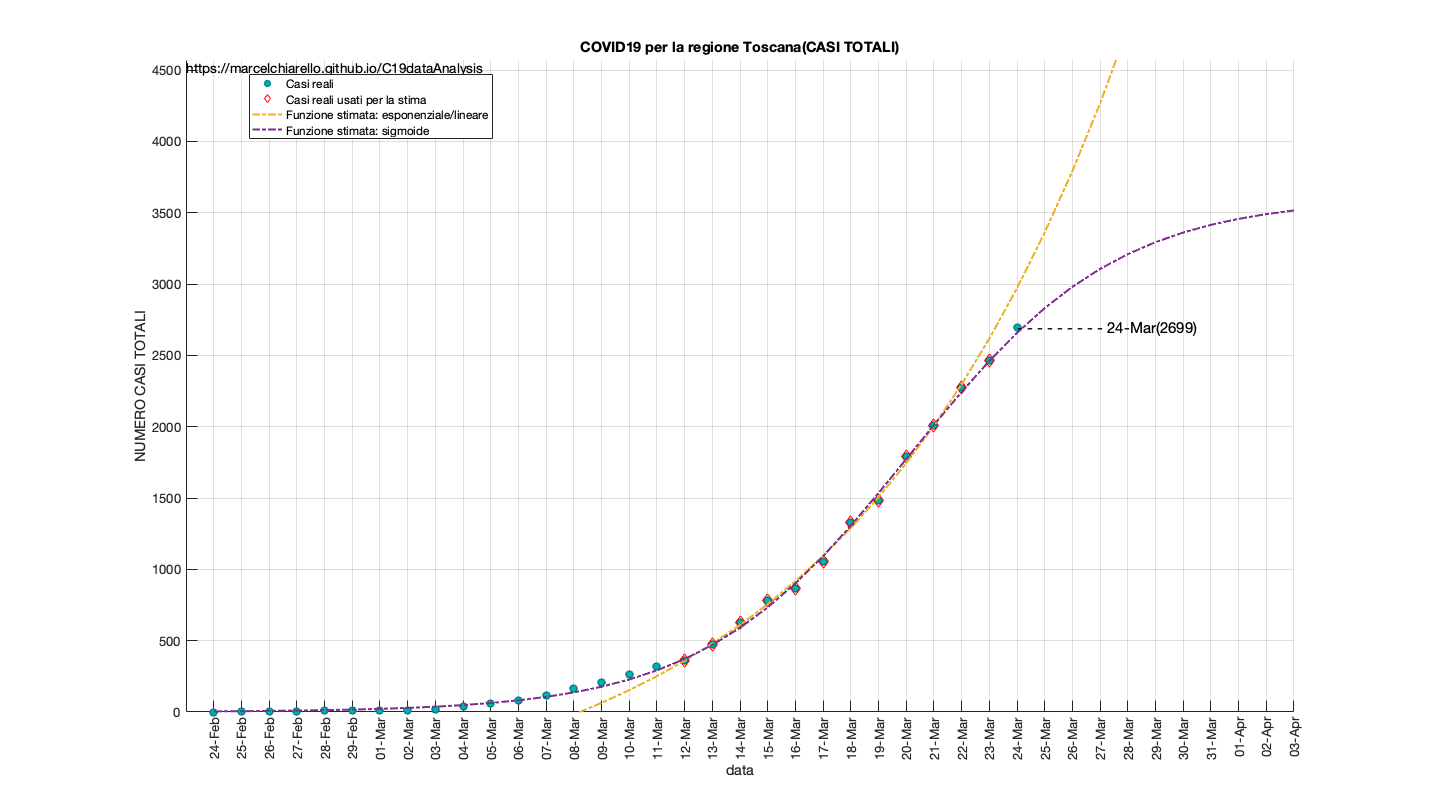 COVID19 per la regione Toscana(CASI TOTALI)
https://marcelchiarello.github.io/C19dataAnalysis
Casi reali
Casi reali usati per la stima
Funzione stimata: esponenziale/lineare
Funzione stimata: sigmoide
4500
4000
3500
3000
2500
2000
1500
1000
500
0
NUMERO CASI TOTALI
24-Mar(2699)
24-Feb
25-Feb
26-Feb
27-Feb
28-Feb
29-Feb
01-Mar
02-Mar
03-Mar
04-Mar
05-Mar
06-Mar
07-Mar
08-Mar
09-Mar
10-Mar
11-Mar
12-Mar
13-Mar
14-Mar
15-Mar
16-Mar
17-Mar
18-Mar
19-Mar
20-Mar
21-Mar
22-Mar
23-Mar
24-Mar
25-Mar
26-Mar
27-Mar
28-Mar
29-Mar
30-Mar
31-Mar
01-Apr
02-Apr
03-Apr
data